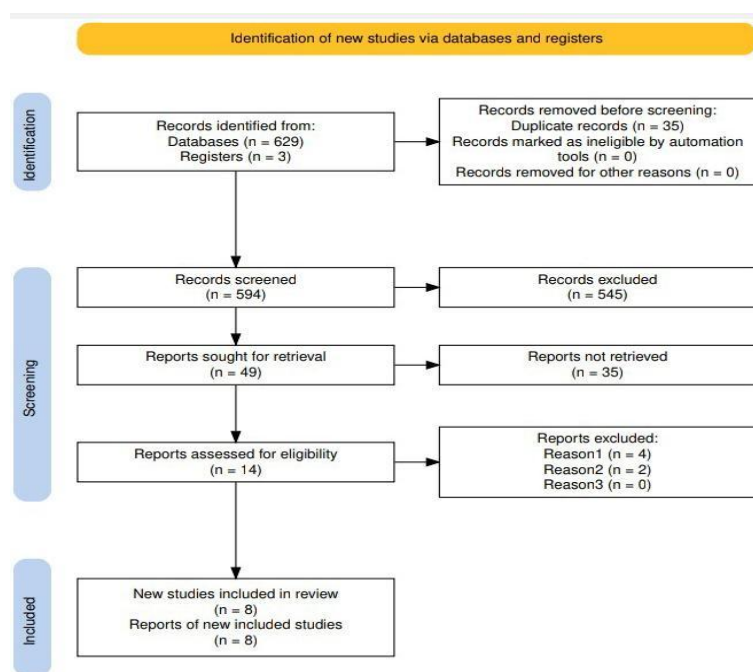 Identification of new studies via databases and registers
Identification
Records identified from:
Databases (n = 629)
Registers (n = 3)
Records removed before screening:
Duplicate records (n = 35)
Records marked as ineligible by automation
tools (n = 0)
Records removed for other reasons (n = 0)
Screening
Records screened
(n = 594)
Records excluded
(n = 545)
Reports sought for retrieval
(n = 49)
Reports not retrieved
(n = 35)
Reports assessed for eligibility
(n = 14)
Reports excluded:
Reason1 (n = 4)
Reason2 (n = 2)
Reason3 (n = 0)
Included
New studies included in review
(n = 8)
Reports of new included studies
(n = 8)